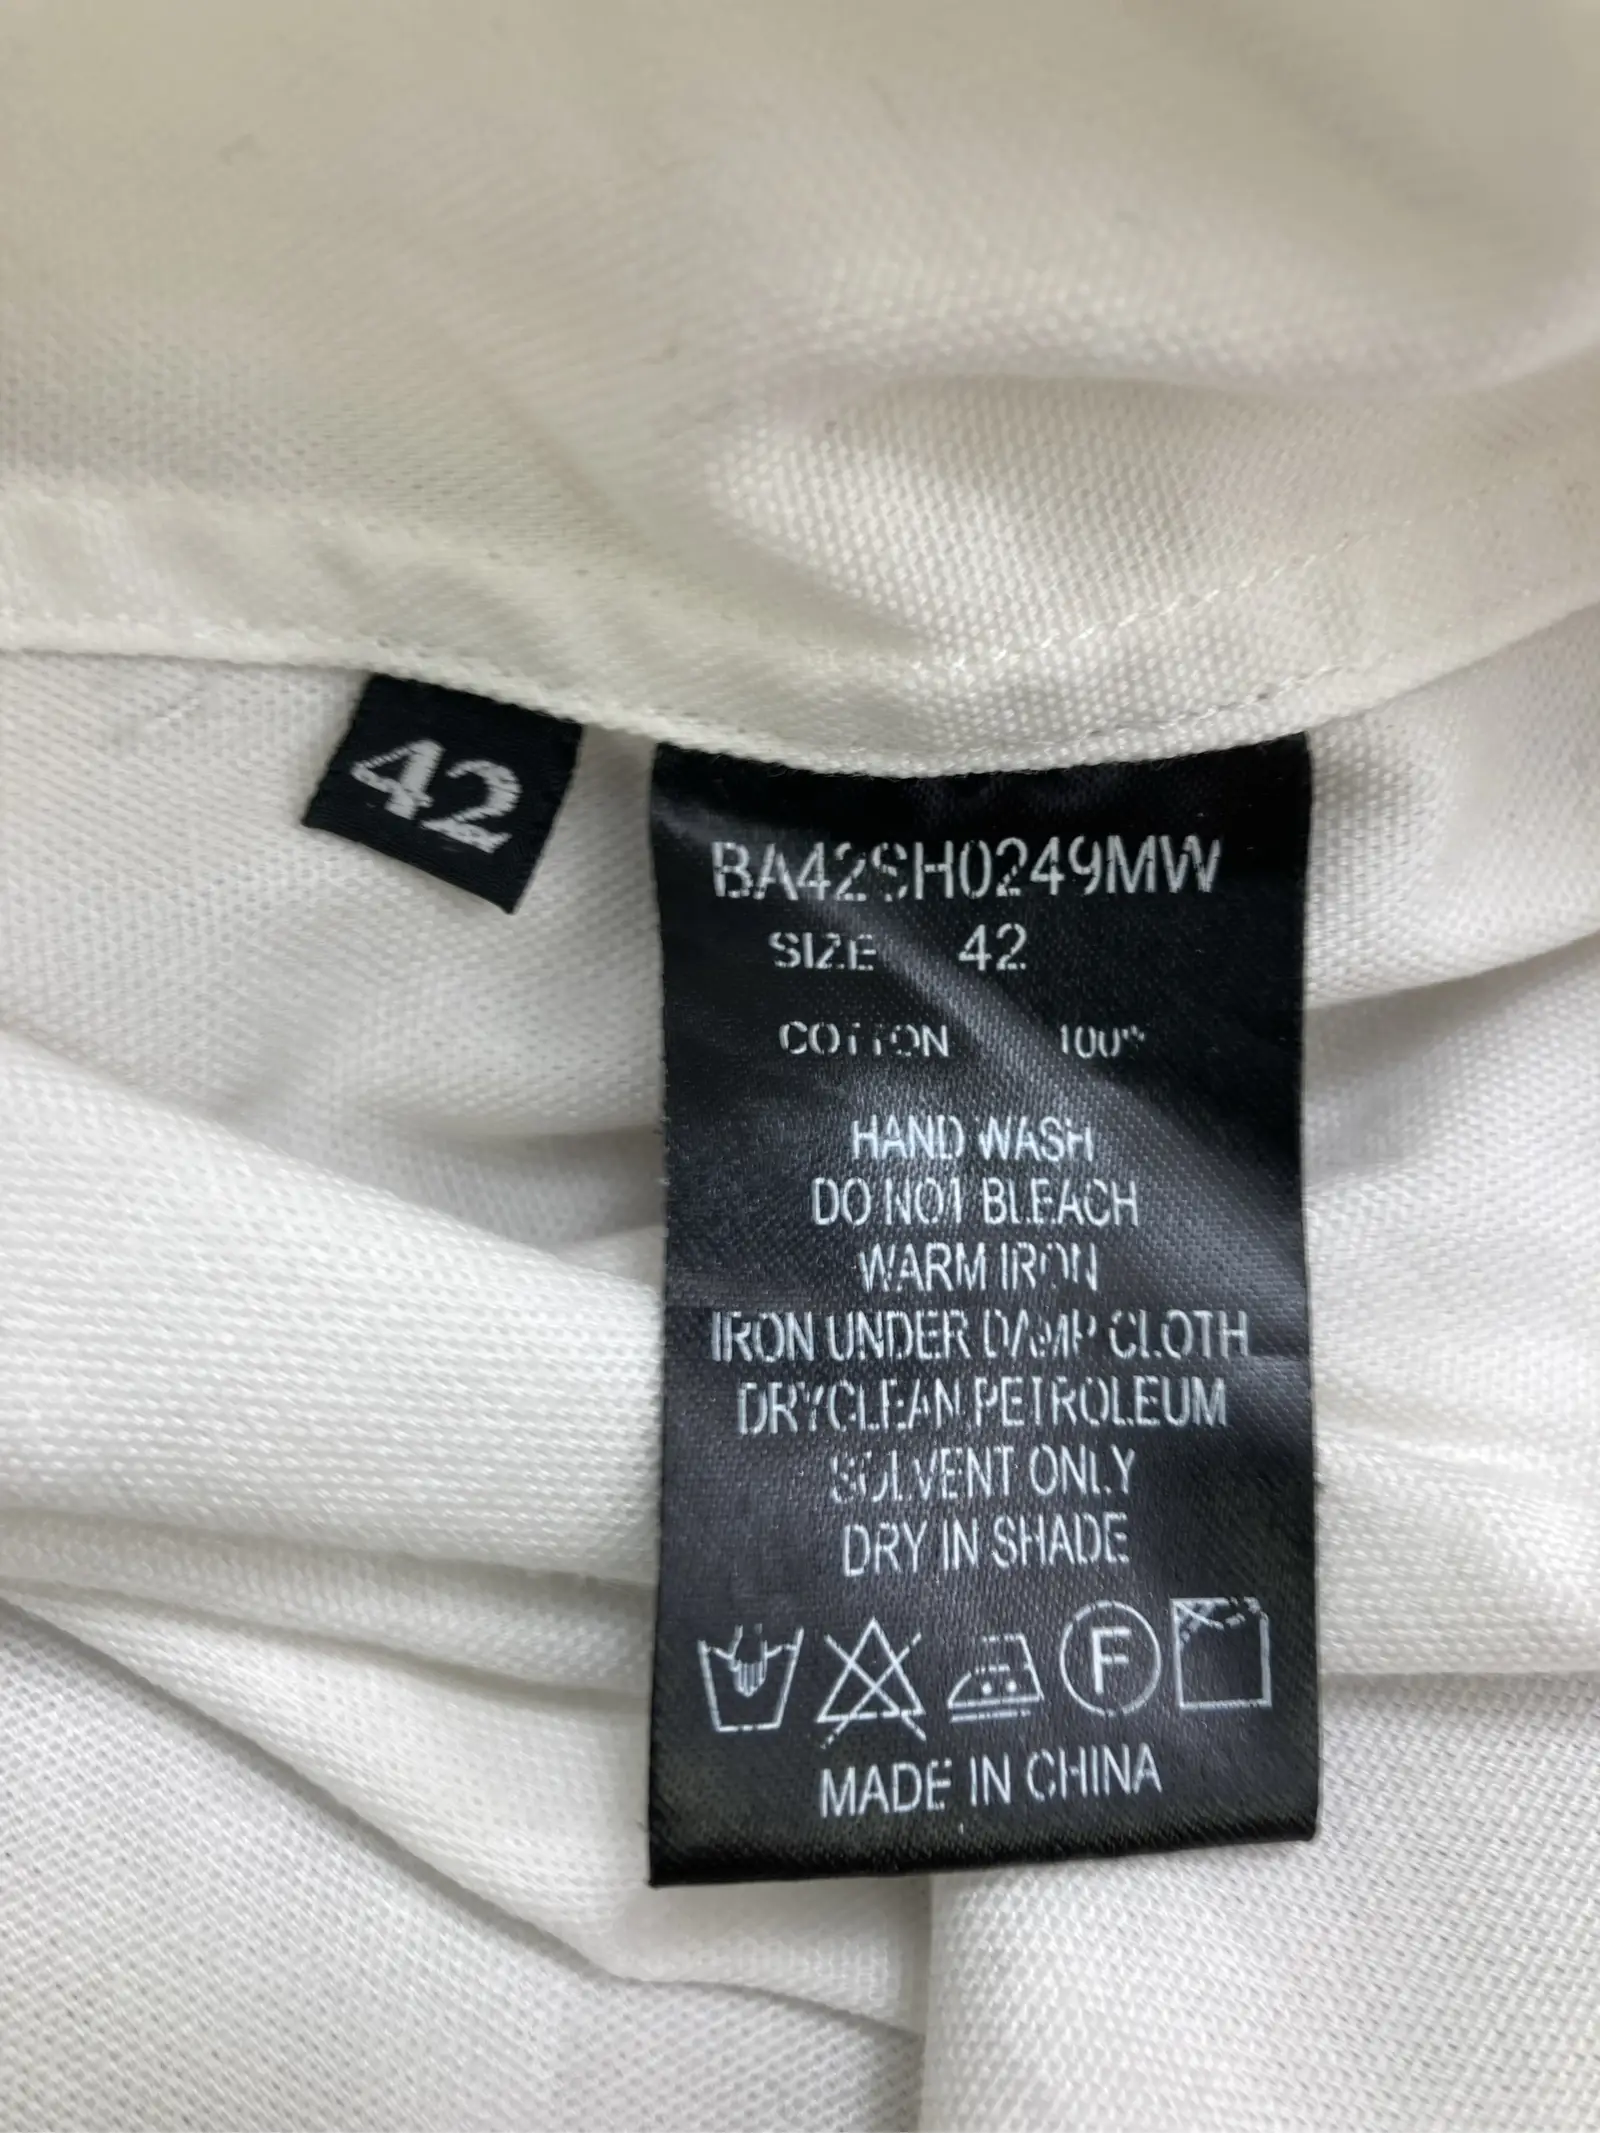 42
BA42SH0249MW
SIZE 42
COTTON 100%
HAND WASH
DO NOT BLEACH
WARM IRON
IRON UNDER DAMP CLOTH
DRYCLEAN PETROLEUM
SOLVENT ONLY
DRY IN SHADE
F
MADE IN CHINA